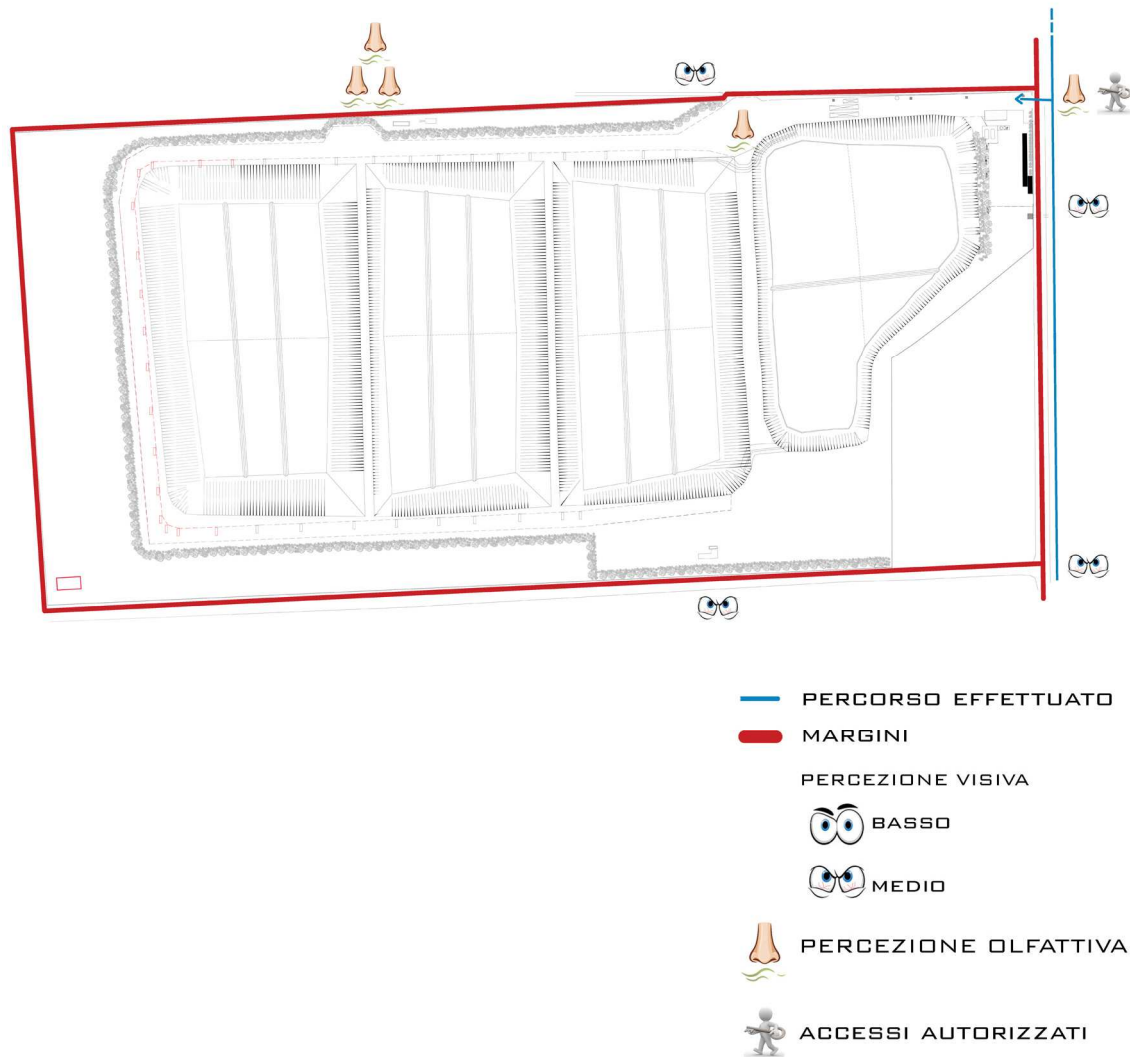 PERCORSO EFFETTUATO
MARGINI
PERCEZIONE VISIVA
BASSO
MEDIO
PERCEZIONE OLFATTIVA
ACCESSI AUTORIZZATI